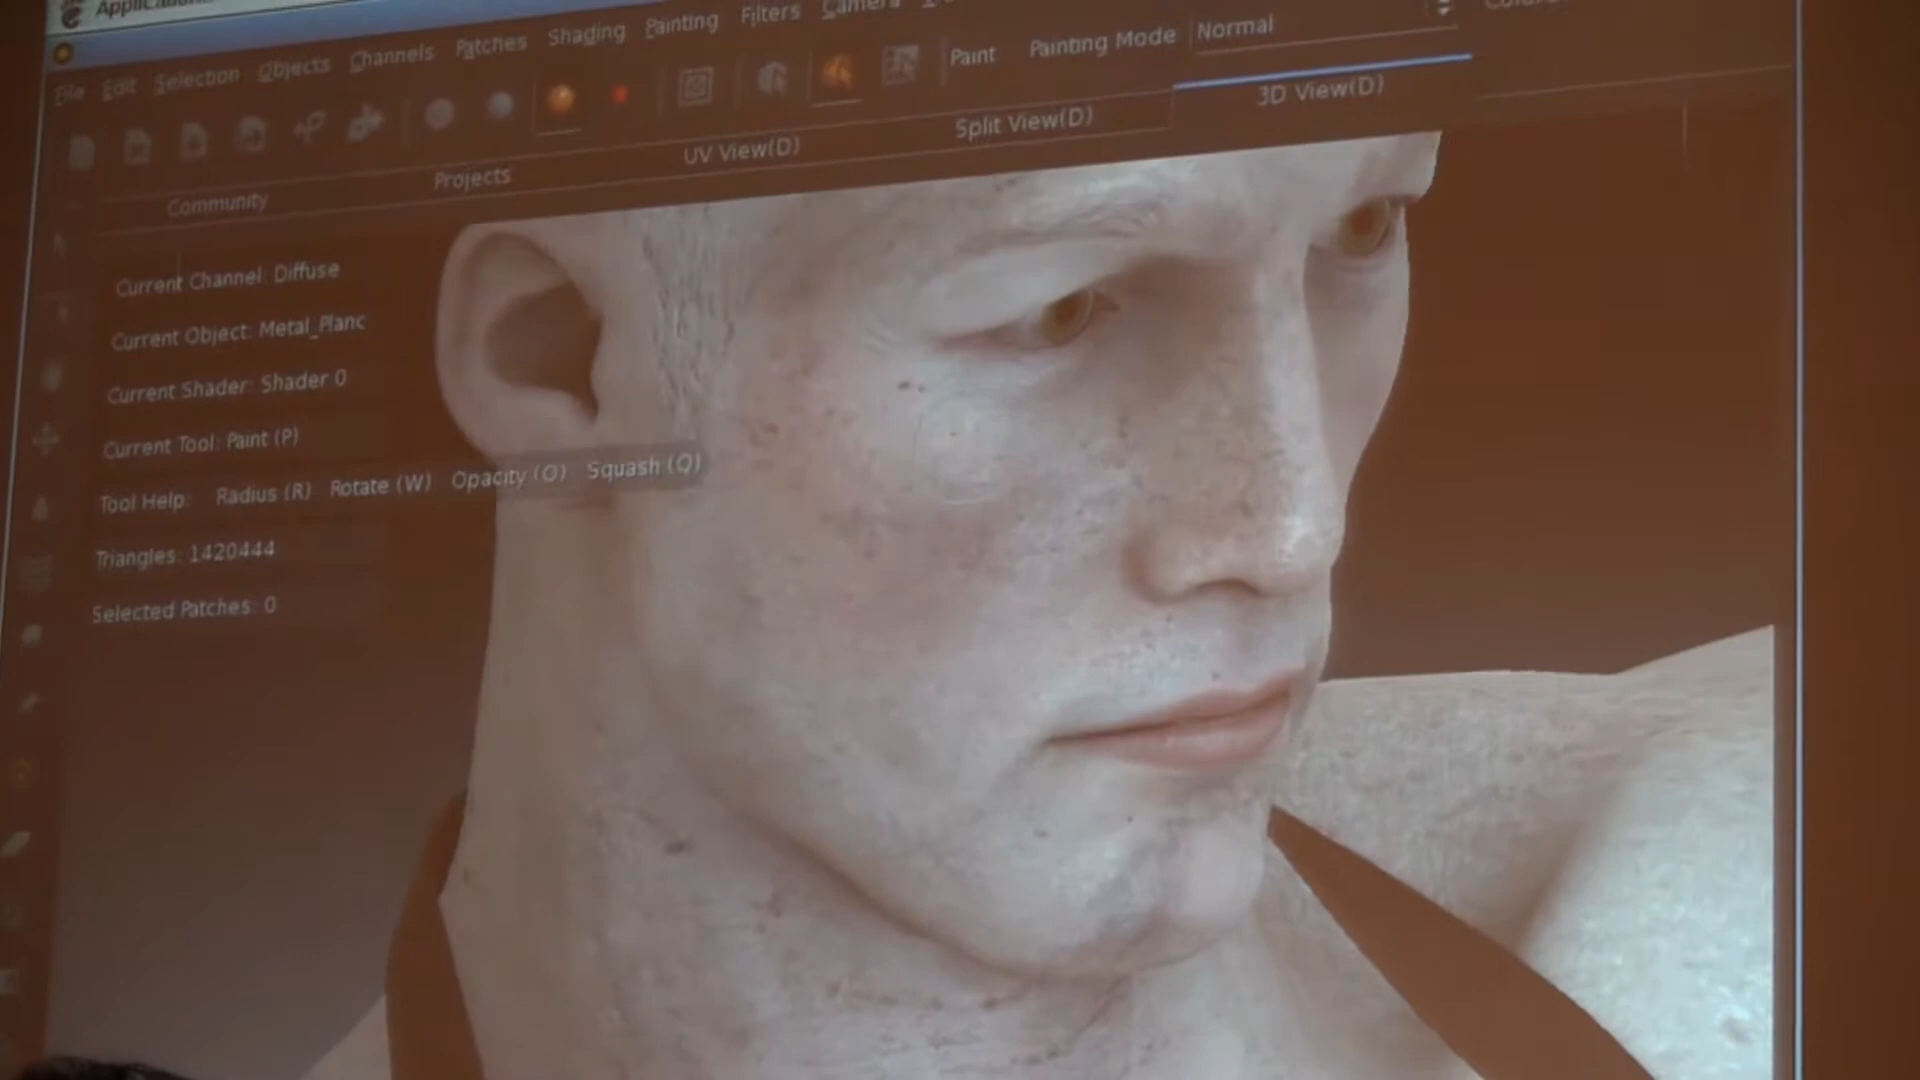 File Edit Selection Objects Channels Patches Shading Painting Filters Camera
Paint Painting Mode Normal
Community Projects UV View(D) Split View(D) 3D View(D)
Current Channel: Diffuse
Current Object: Metal_Planc
Current Shader: Shader 0
Current Tool: Paint (P)
Tool Help: Radius (R) Rotate (W) Opacity (O) Squash (Q)
Triangles: 1420444
Selected Patches: 0